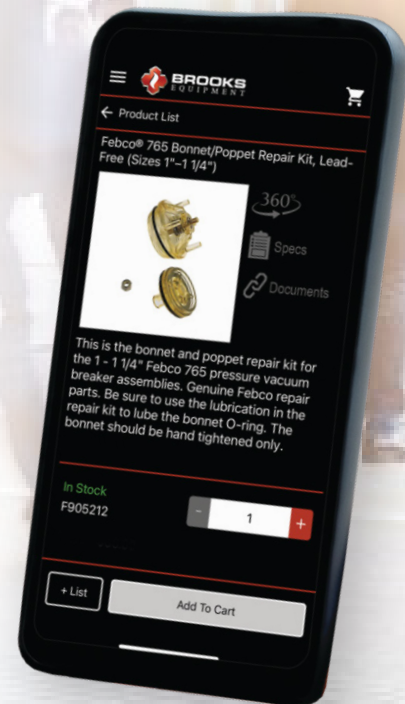 BROOKS
EQUIPMENT
← Product List
Febco® 765 Bonnet/Poppet Repair Kit, Lead-
Free (Sizes 1"–1 1/4")
360°
Specs
Documents
This is the bonnet and poppet repair kit for
the 1 - 1 1/4" Febco 765 pressure vacuum
breaker assemblies. Genuine Febco repair
parts. Be sure to use the lubrication in the
repair kit to lube the bonnet O-ring. The
bonnet should be hand tightened only.
In Stock
F905212
- 1 +
+ List
Add To Cart